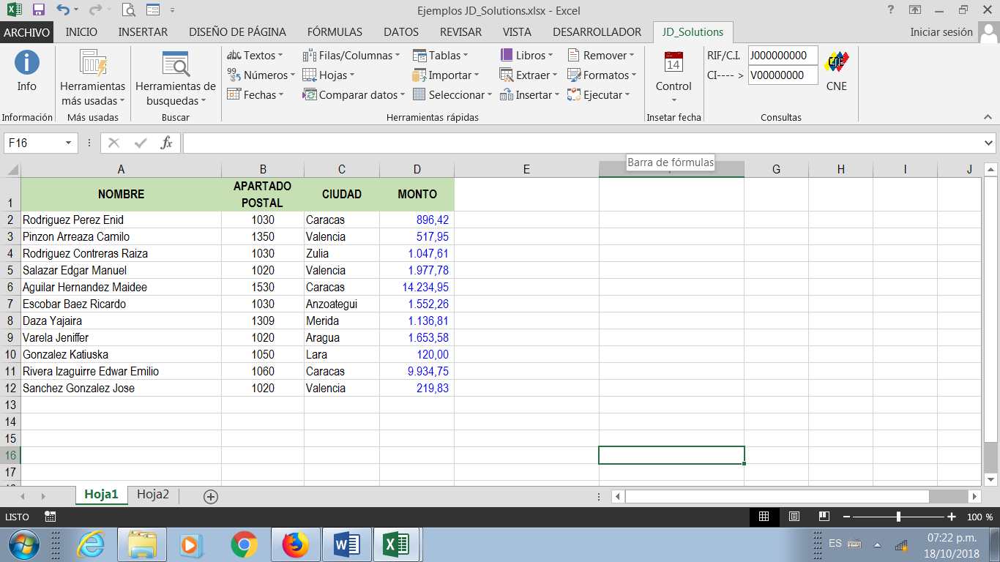 Ejemplos JD_Solutions.xlsx - Excel
?
ARCHIVO INICIO INSERTAR DISEÑO DE PÁGINA FÓRMULAS DATOS REVISAR VISTA DESARROLLADOR JD_Solutions Iniciar sesión
Info
Información
Herramientas
más usadas
Más usadas
Herramientas de
busquedas
Buscar
Textos Filas/Columnas Tablas Libros Remover
Números Hojas Importar Extraer Formatos
Fechas Comparar datos Seleccionar Insertar Ejecutar
Herramientas rápidas
14
Control
Insetar fecha
RIF/C.I. J000000000
CI---- > V00000000
CNE
Consultas
F16
fx
Barra de fórmulas
A B C D E F G H I J
1 NOMBRE APARTADO POSTAL CIUDAD MONTO
2 Rodriguez Perez Enid 1030 Caracas 896,42
3 Pinzon Arreaza Camilo 1350 Valencia 517,95
4 Rodriguez Contreras Raiza 1030 Zulia 1.047,61
5 Salazar Edgar Manuel 1020 Valencia 1.977,78
6 Aguilar Hernandez Maidee 1530 Caracas 14.234,95
7 Escobar Baez Ricardo 1030 Anzoategui 1.552,26
8 Daza Yajaira 1309 Merida 1.136,81
9 Varela Jeniffer 1020 Aragua 1.653,58
10 Gonzalez Katiuska 1050 Lara 120,00
11 Rivera Izaguirre Edwar Emilio 1060 Caracas 9.934,75
12 Sanchez Gonzalez Jose 1020 Valencia 219,83
13
14
15
16
17
Hoja1 Hoja2
LISTO 100 %
ES 07:22 p.m.
18/10/2018